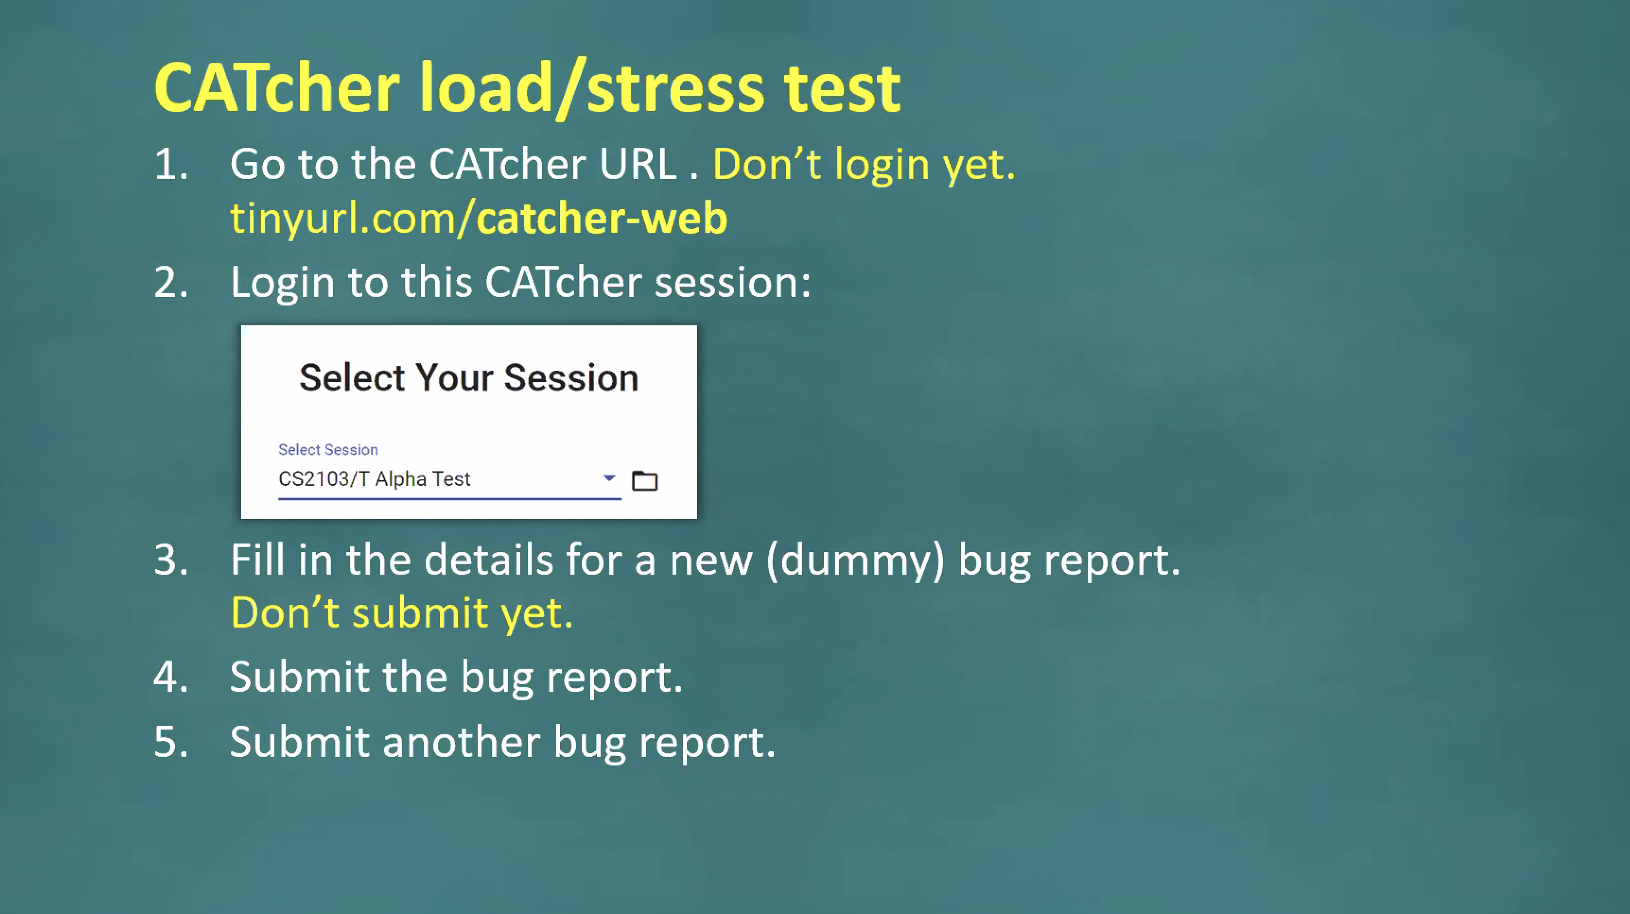 CATcher load/stress test
1. Go to the CATcher URL . Don’t login yet.
tinyurl.com/catcher-web
2. Login to this CATcher session:
Select Your Session
Select Session
CS2103/T Alpha Test
3. Fill in the details for a new (dummy) bug report.
Don’t submit yet.
4. Submit the bug report.
5. Submit another bug report.